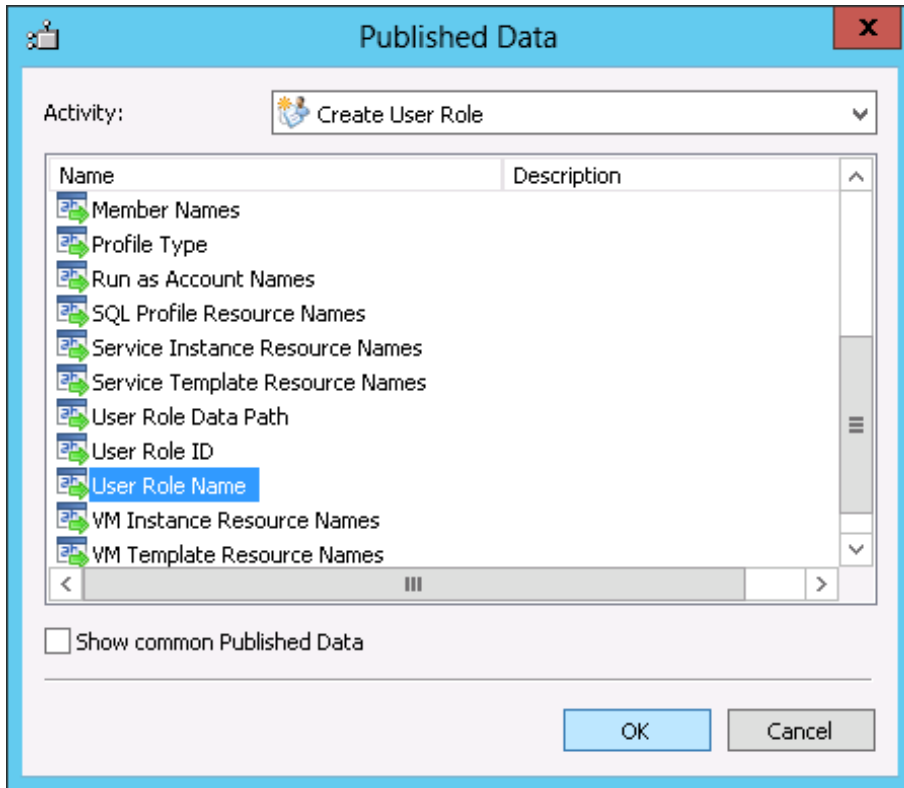 Published Data
x
Activity: Create User Role
Name Description
Member Names
Profile Type
Run as Account Names
SQL Profile Resource Names
Service Instance Resource Names
Service Template Resource Names
User Role Data Path
User Role ID
User Role Name
VM Instance Resource Names
VM Template Resource Names
Show common Published Data
OK Cancel